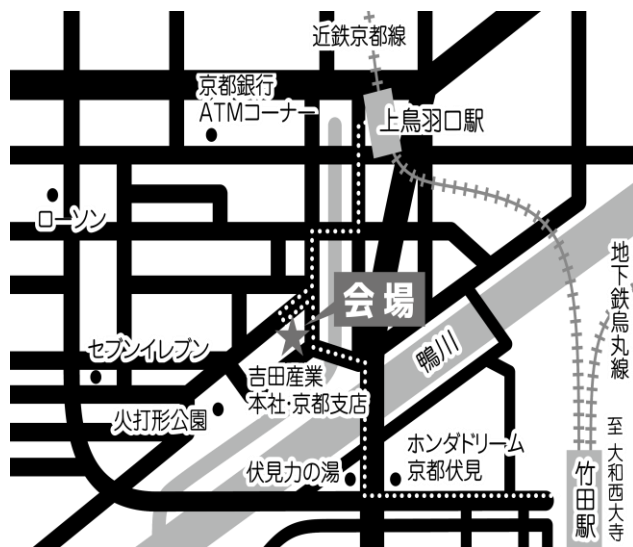 近鉄京都線
京都銀行
ATMコーナー
上鳥羽口駅
ローソン
地下鉄烏丸線
会場
鴨川
セブンイレブン
吉田産業
本社・京都支店
尖打形公園
ホンダドリーム
京都伏見
伏見力の湯
至 大和西大寺
竹田駅